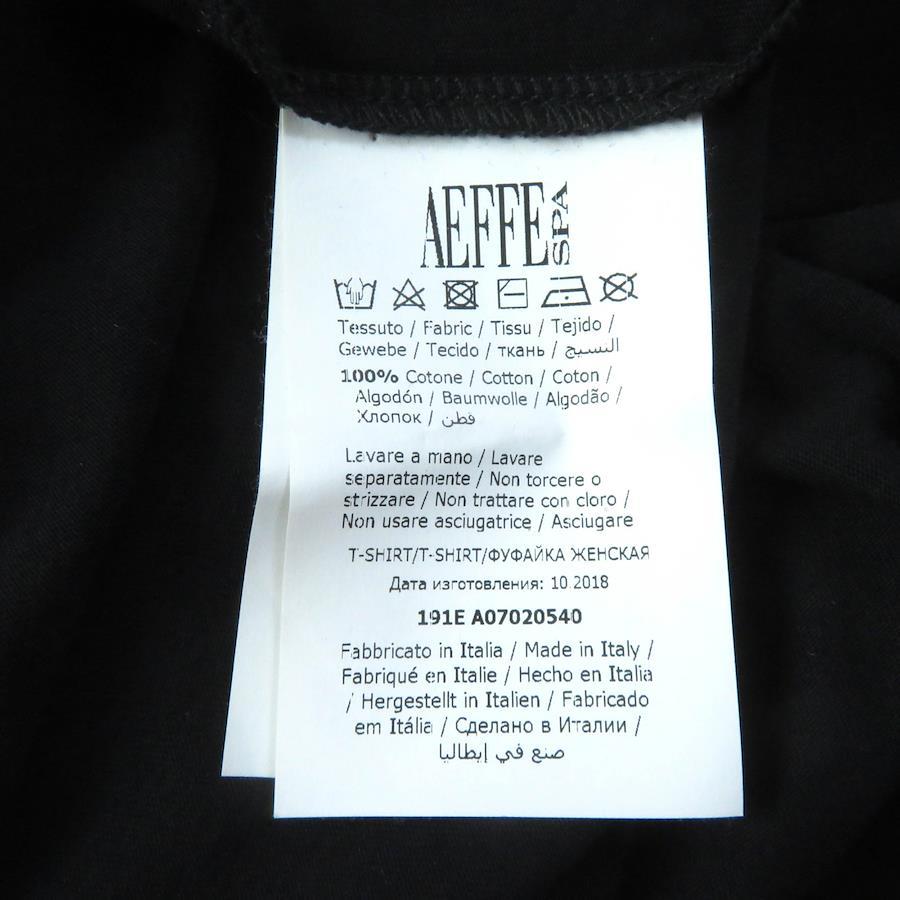 AEFFE SPA
Tessuto / Fabric / Tissu / Tejido /
Gewebe / Tecido / ткань / النسيج
100% Cotone / Cotton / Coton /
Algodón / Baumwolle / Algodão /
Хлопок / قطن
Lavare a mano / Lavare
separatamente / Non torcere o
strizzare / Non trattare con cloro /
Non usare asciugatrice / Asciugare
T-SHIRT/T-SHIRT/ФУФАЙКА ЖЕНСКАЯ
Дата изготовления: 10.2018
191E A07020540
Fabbricato in Italia / Made in Italy /
Fabriqué en Italie / Hecho en Italia
/ Hergestellt in Italien / Fabricado
em Itália / Сделано в Италии /
صنع في إيطاليا